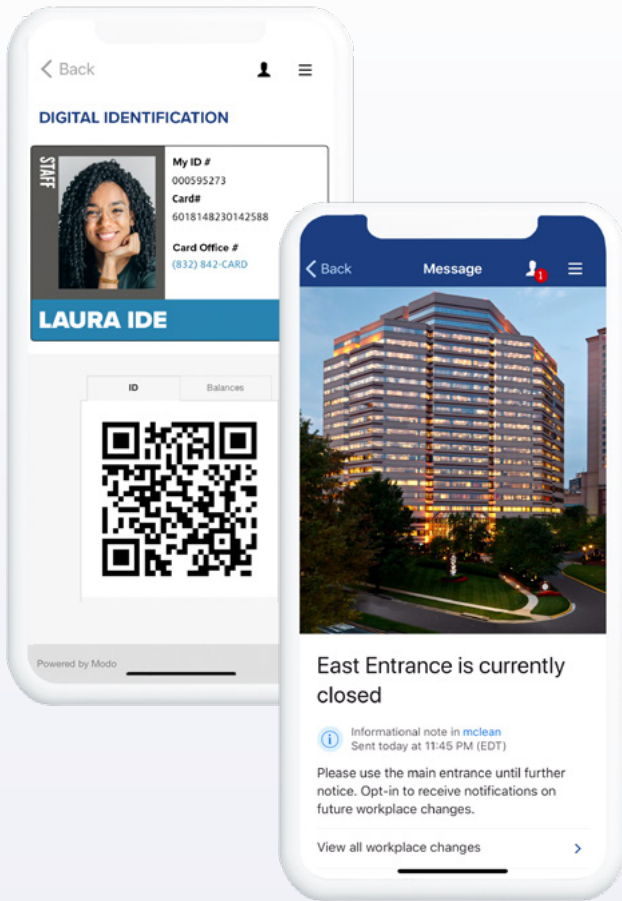 Back
DIGITAL IDENTIFICATION
STAFF
My ID #
000595273
Card#
6018148230142588
Card Office #
(832) 842-CARD
LAURA IDE
ID
Balances
Powered by Modo
Back
Message
1
East Entrance is currently
closed
Informational note in mclean
Sent today at 11:45 PM (EDT)
Please use the main entrance until further
notice. Opt-in to receive notifications on
future workplace changes.
View all workplace changes